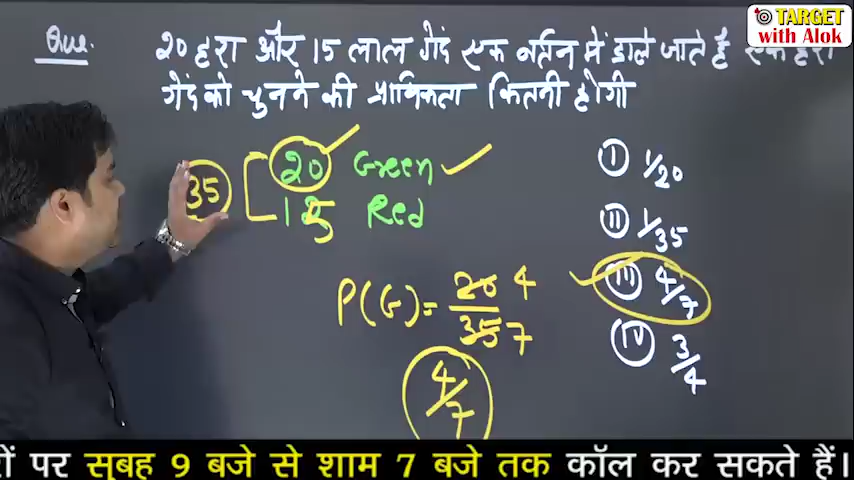 TARGET
with Alok
Que. 20 हरा और 15 लाल गेंद एक बर्तन में डाले जाते है एक हरा
गेंद को चुनने की प्रायिकता कितनी होगी
35 20 Green
15 Red
P(G) = 20/35 4/7
4/7
I 1/20
II 1/35
III 4/7
IV 3/4
पर सुबह 9 बजे से शाम 7 बजे तक कॉल कर सकते हैं।